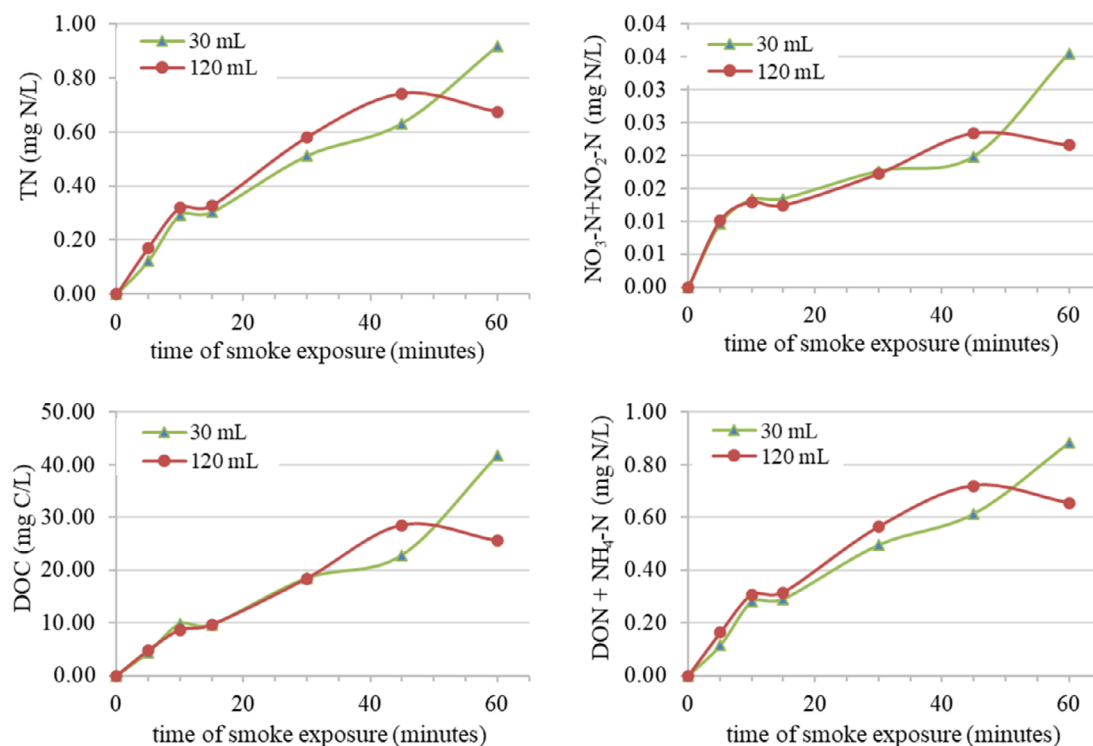 TN (mg N/L)
1.00
0.80
0.60
0.40
0.20
0.00
30 mL
120 mL
0 20 40 60
time of smoke exposure (minutes)
NO₃-N+NO₂-N (mg N/L)
0.04
0.04
0.03
0.03
0.02
0.02
0.01
0.01
0.00
30 mL
120 mL
0 20 40 60
time of smoke exposure (minutes)
DOC (mg C/L)
50.00
40.00
30.00
20.00
10.00
0.00
30 mL
120 mL
0 20 40 60
time of smoke exposure (minutes)
DON + NH₄-N (mg N/L)
1.00
0.80
0.60
0.40
0.20
0.00
30 mL
120 mL
0 20 40 60
time of smoke exposure (minutes)